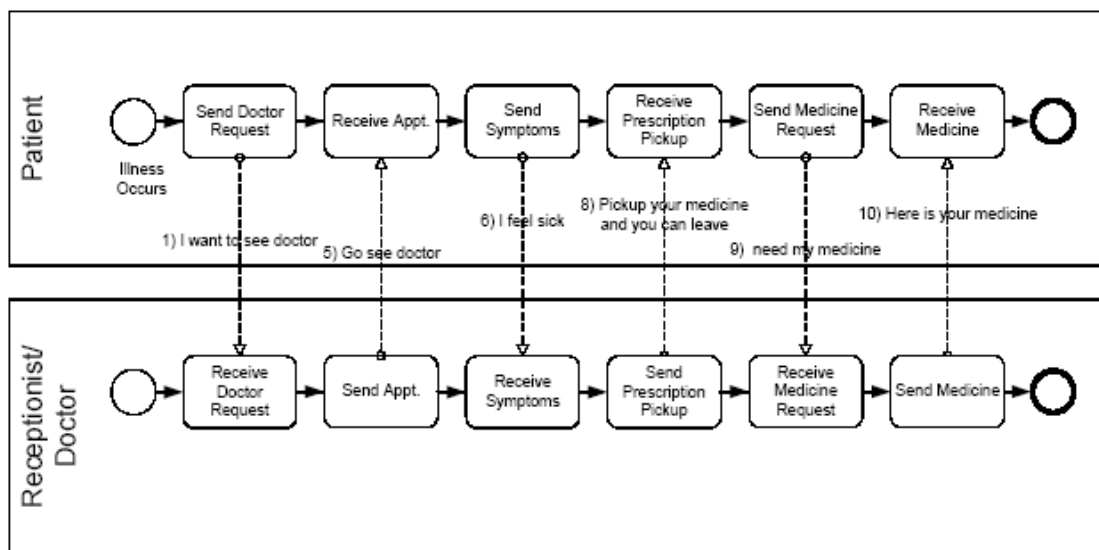 Patient
Send Doctor
Request
Receive Appt.
Send
Symptoms
Receive
Prescription
Pickup
Send Medicine
Request
Receive
Medicine
Illness
Occurs
1) I want to see doctor
5) Go see doctor
6) I feel sick
8) Pickup your medicine
and you can leave
9) need my medicine
10) Here is your medicine
Receptionist/
Doctor
Receive
Doctor
Request
Send Appt.
Receive
Symptoms
Send
Prescription
Pickup
Receive
Medicine
Request
Send Medicine